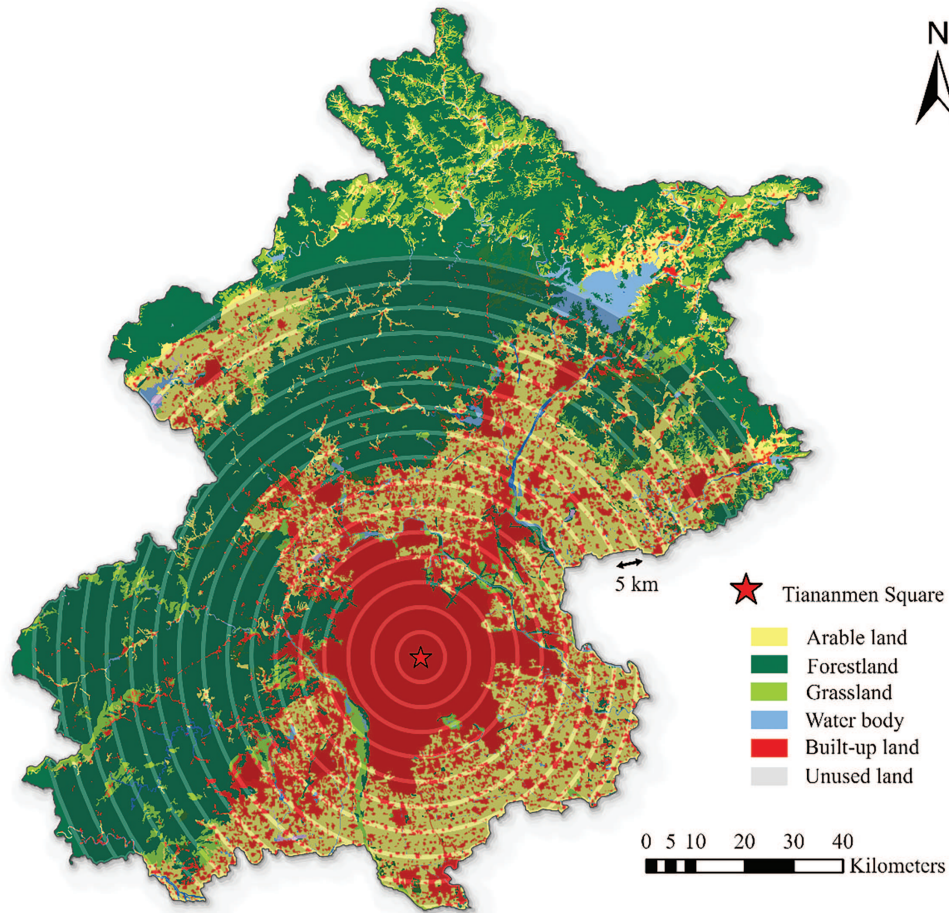 N
5 km
Tiananmen Square
Arable land
Forestland
Grassland
Water body
Built-up land
Unused land
0 5 10 20 30 40
Kilometers